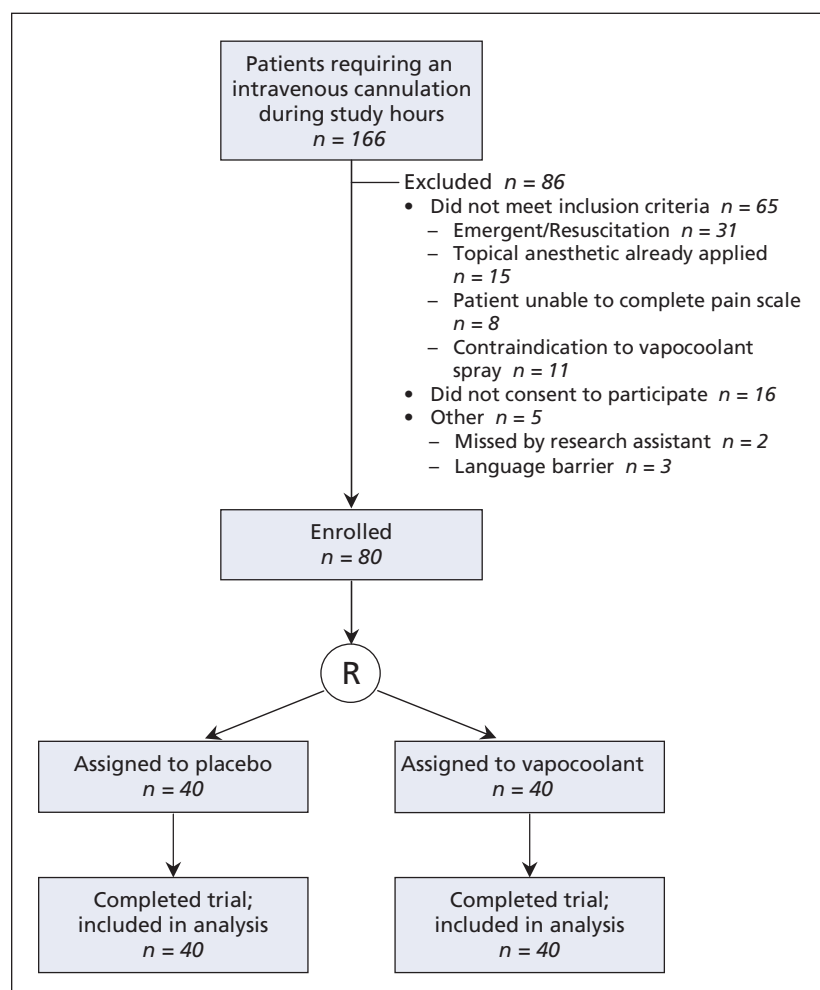 Patients requiring an
intravenous cannulation
during study hours
n = 166
Excluded n = 86
• Did not meet inclusion criteria n = 65
– Emergent/Resuscitation n = 31
– Topical anesthetic already applied
n = 15
– Patient unable to complete pain scale
n = 8
– Contraindication to vapocoolant
spray n = 11
• Did not consent to participate n = 16
• Other n = 5
– Missed by research assistant n = 2
– Language barrier n = 3
Enrolled
n = 80
R
Assigned to placebo
n = 40
Assigned to vapocoolant
n = 40
Completed trial;
included in analysis
n = 40
Completed trial;
included in analysis
n = 40